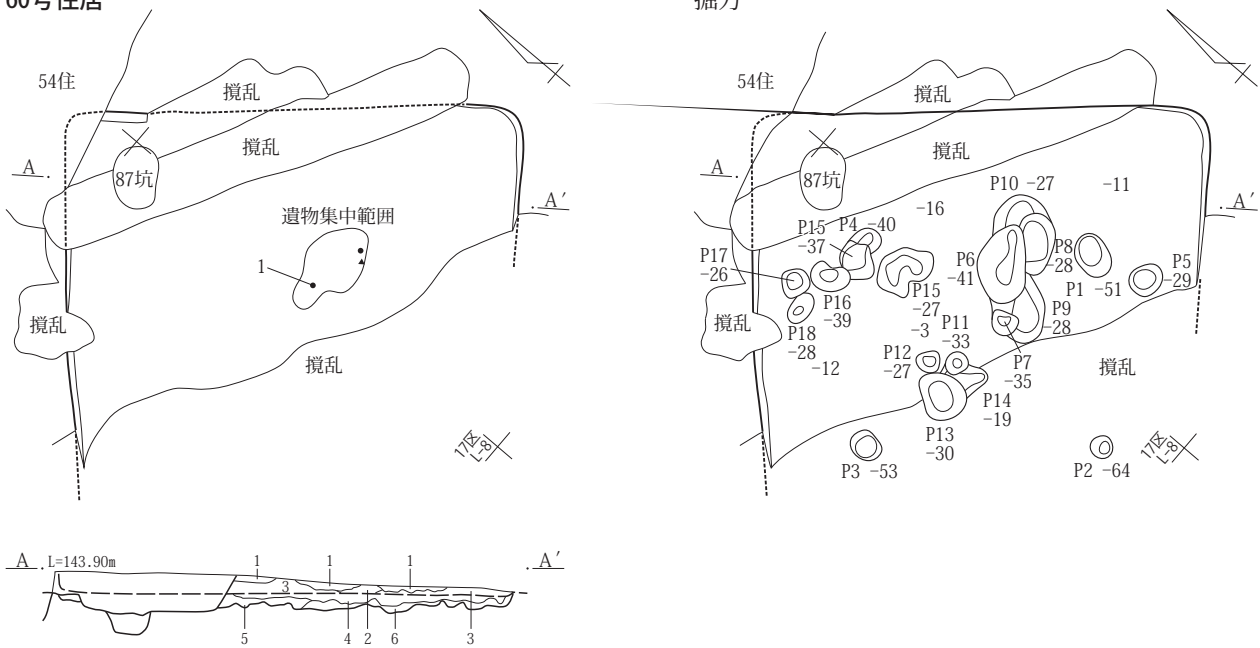 60号住居
掘方
54住
撹乱
撹乱
87坑
A
A′
遺物集中範囲
1
撹乱
撹乱
17区
L-8
54住
撹乱
撹乱
87坑
A
A′
P10 -27
-11
-16
P15
-37
P4 -40
P17
-26
P6
-41
P8
-28
P1 -51
P5
-29
P16
-39
P15
-27
-3
P9
-28
撹乱
P18
-28
-12
P11
-33
P12
-27
P7
-35
撹乱
P14
-19
P13
-30
P3 -53
P2 -64
17区
L-8
A
L=143.90m
1
1
1
A′
3
5
4
2
6
3